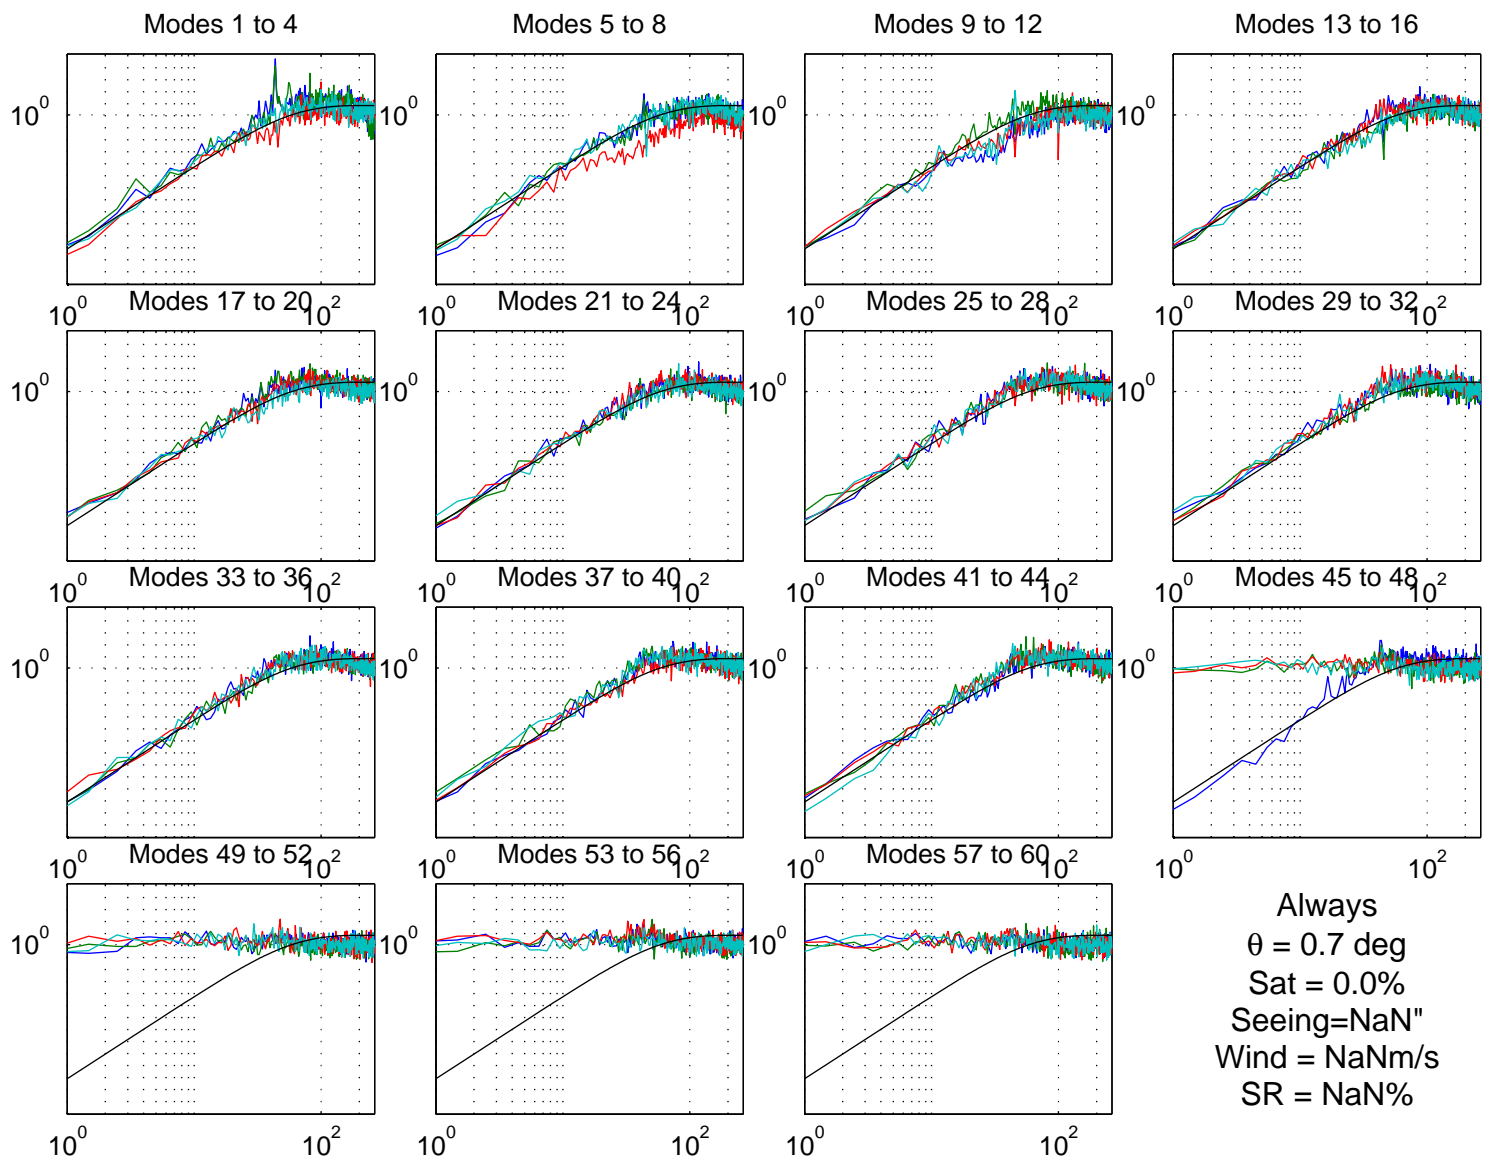 Modes 1 to 4 Modes 5 to 8 Modes 9 to 12 Modes 13 to 16
10^0 10^0 10^0 10^0
10^0 10^2 10^0 10^2 10^0 10^2 10^0 10^2
Modes 17 to 20 Modes 21 to 24 Modes 25 to 28 Modes 29 to 32
10^0 10^0 10^0 10^0
10^0 10^2 10^0 10^2 10^0 10^2 10^0 10^2
Modes 33 to 36 Modes 37 to 40 Modes 41 to 44 Modes 45 to 48
10^0 10^0 10^0 10^0
10^0 10^2 10^0 10^2 10^0 10^2 10^0 10^2
Modes 49 to 52 Modes 53 to 56 Modes 57 to 60
10^0 10^0 10^0
10^0 10^2 10^0 10^2 10^0 10^2
Always
θ = 0.7 deg
Sat = 0.0%
Seeing=NaN"
Wind = NaNm/s
SR = NaN%